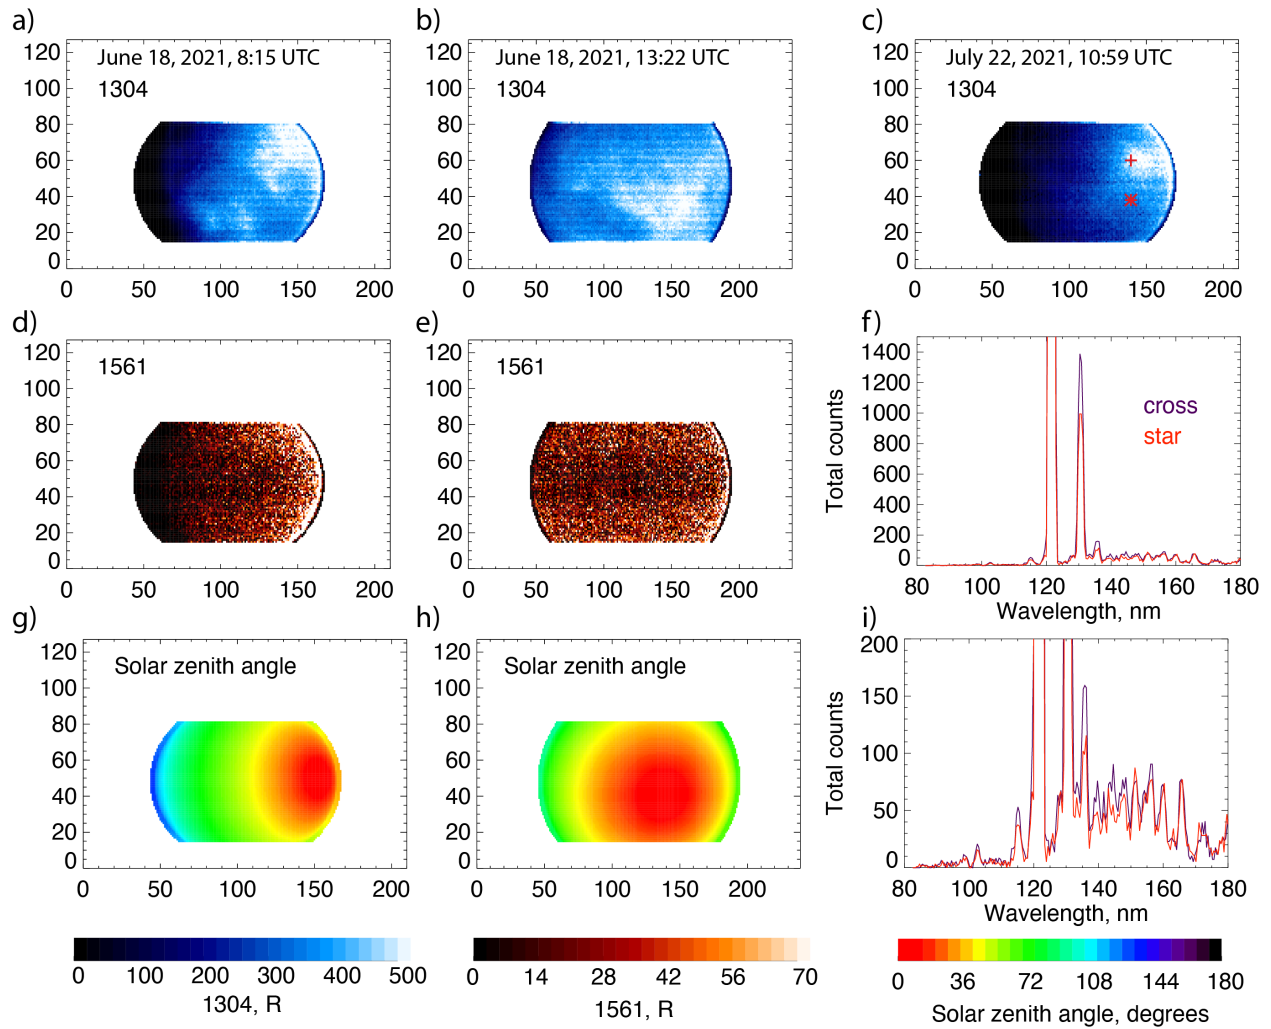 a)
June 18, 2021, 8:15 UTC
1304
120
100
80
60
40
20
0
0 50 100 150 200
b)
June 18, 2021, 13:22 UTC
1304
120
100
80
60
40
20
0
0 50 100 150 200
c)
July 22, 2021, 10:59 UTC
1304
120
100
80
60
40
20
0
0 50 100 150 200
d)
1561
120
100
80
60
40
20
0
0 50 100 150 200
e)
1561
120
100
80
60
40
20
0
0 50 100 150 200
f)
1400
1200
1000
800
600
400
200
0
Total counts
cross
star
80 100 120 140 160 180
Wavelength, nm
g)
Solar zenith angle
120
100
80
60
40
20
0
0 50 100 150 200
h)
Solar zenith angle
120
100
80
60
40
20
0
0 50 100 150 200
i)
200
150
100
50
0
Total counts
80 100 120 140 160 180
Wavelength, nm
0 100 200 300 400 500
1304, R
0 14 28 42 56 70
1561, R
0 36 72 108 144 180
Solar zenith angle, degrees